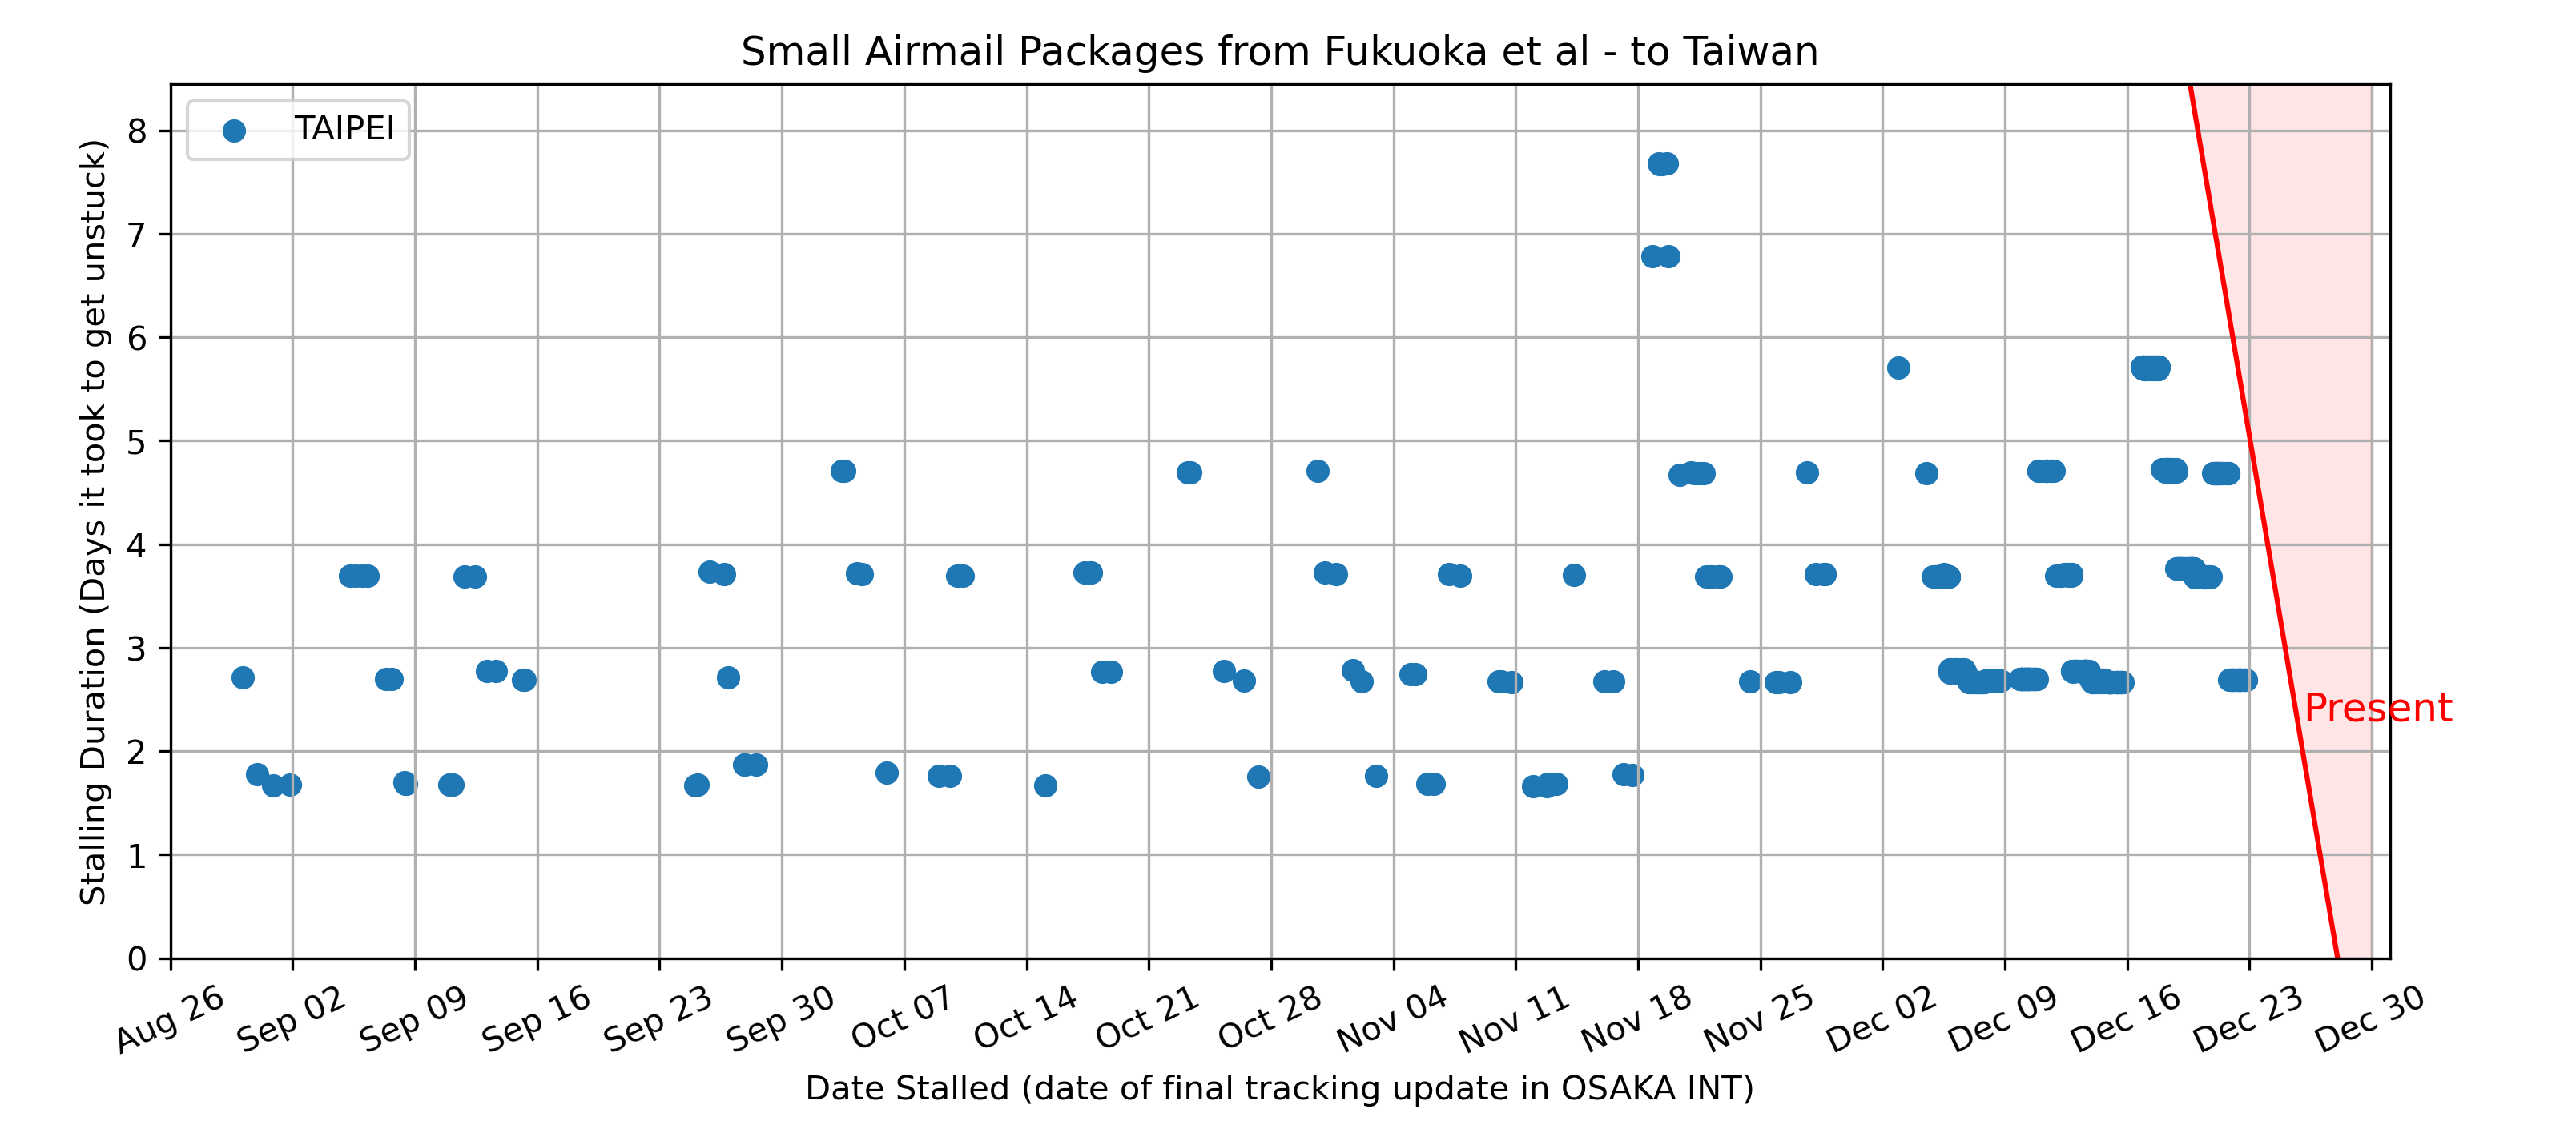 Small Airmail Packages from Fukuoka et al - to Taiwan
TAIPEI
Stalling Duration (Days it took to get unstuck)
8
7
6
5
4
3
2
1
0
Present
Aug 26
Sep 02
Sep 09
Sep 16
Sep 23
Sep 30
Oct 07
Oct 14
Oct 21
Oct 28
Nov 04
Nov 11
Nov 18
Nov 25
Dec 02
Dec 09
Dec 16
Dec 23
Dec 30
Date Stalled (date of final tracking update in OSAKA INT)